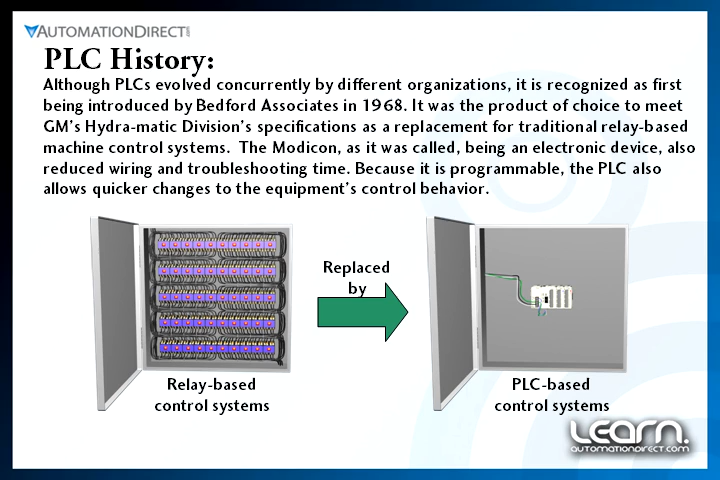 AUTOMATIONDIRECT
PLC History:
Although PLCs evolved concurrently by different organizations, it is recognized as first
being introduced by Bedford Associates in 1968. It was the product of choice to meet
GM's Hydra-matic Division's specifications as a replacement for traditional relay-based
machine control systems.  The Modicon, as it was called, being an electronic device, also
reduced wiring and troubleshooting time. Because it is programmable, the PLC also
allows quicker changes to the equipment's control behavior.
Replaced
by
Relay-based
control systems
PLC-based
control systems
LEARN.
AUTOMATIONDIRECT.COM